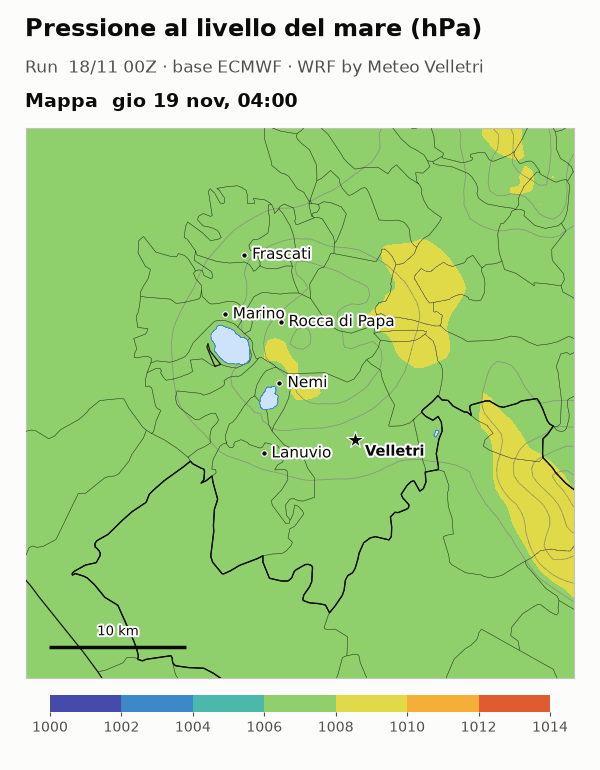 Pressione al livello del mare (hPa)
Run 18/11 00Z · base ECMWF · WRF by Meteo Velletri
Mappa gio 19 nov, 04:00
Frascati
Marino
Rocca di Papa
Nemi
Velletri
Lanuvio
10 km
1000 1002 1004 1006 1008 1010 1012 1014